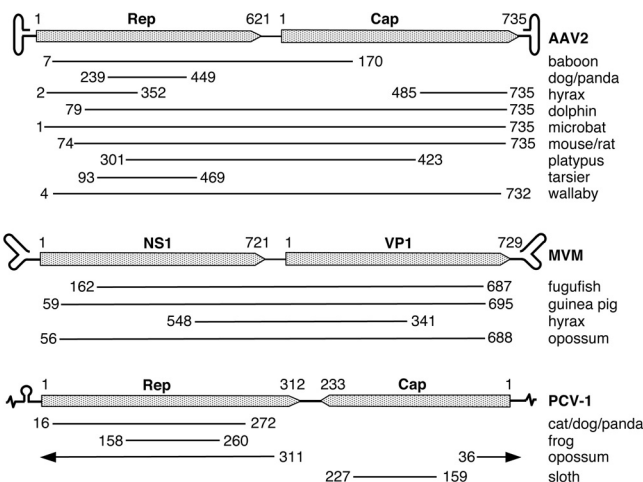 Rep 621 1 Cap 735
1
AAV2
7 170 baboon
239 449 dog/panda
2 352 485 735 hyrax
79 735 dolphin
1 735 microbat
74 735 mouse/rat
301 423 platypus
93 469 tarsier
4 732 wallaby
1 NS1 721 1 VP1 729
MVM
162 687 fugufish
59 695 guinea pig
548 341 hyrax
56 688 opossum
1 Rep 312 233 Cap 1
PCV-1
16 272 cat/dog/panda
158 260 frog
311 36 opossum
227 159 sloth